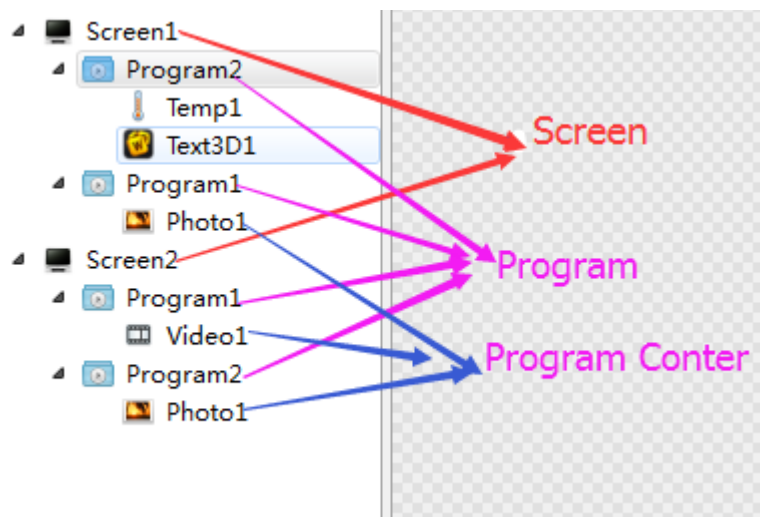 Screen1
Program2
Temp1
Text3D1
Program1
Photo1
Screen2
Program1
Video1
Program2
Photo1
Screen
Program
Program Conter